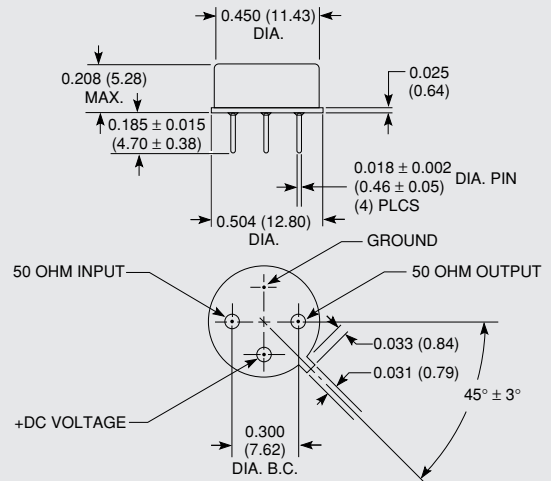 0.450 (11.43)
DIA.
0.208 (5.28)
MAX.
0.025
(0.64)
0.185 ± 0.015
(4.70 ± 0.38)
0.018 ± 0.002
(0.46 ± 0.05)
(4) PLCS
DIA. PIN
0.504 (12.80)
DIA.
GROUND
50 OHM INPUT
50 OHM OUTPUT
0.033 (0.84)
0.031 (0.79)
45° ± 3°
+DC VOLTAGE
0.300
(7.62)
DIA. B.C.